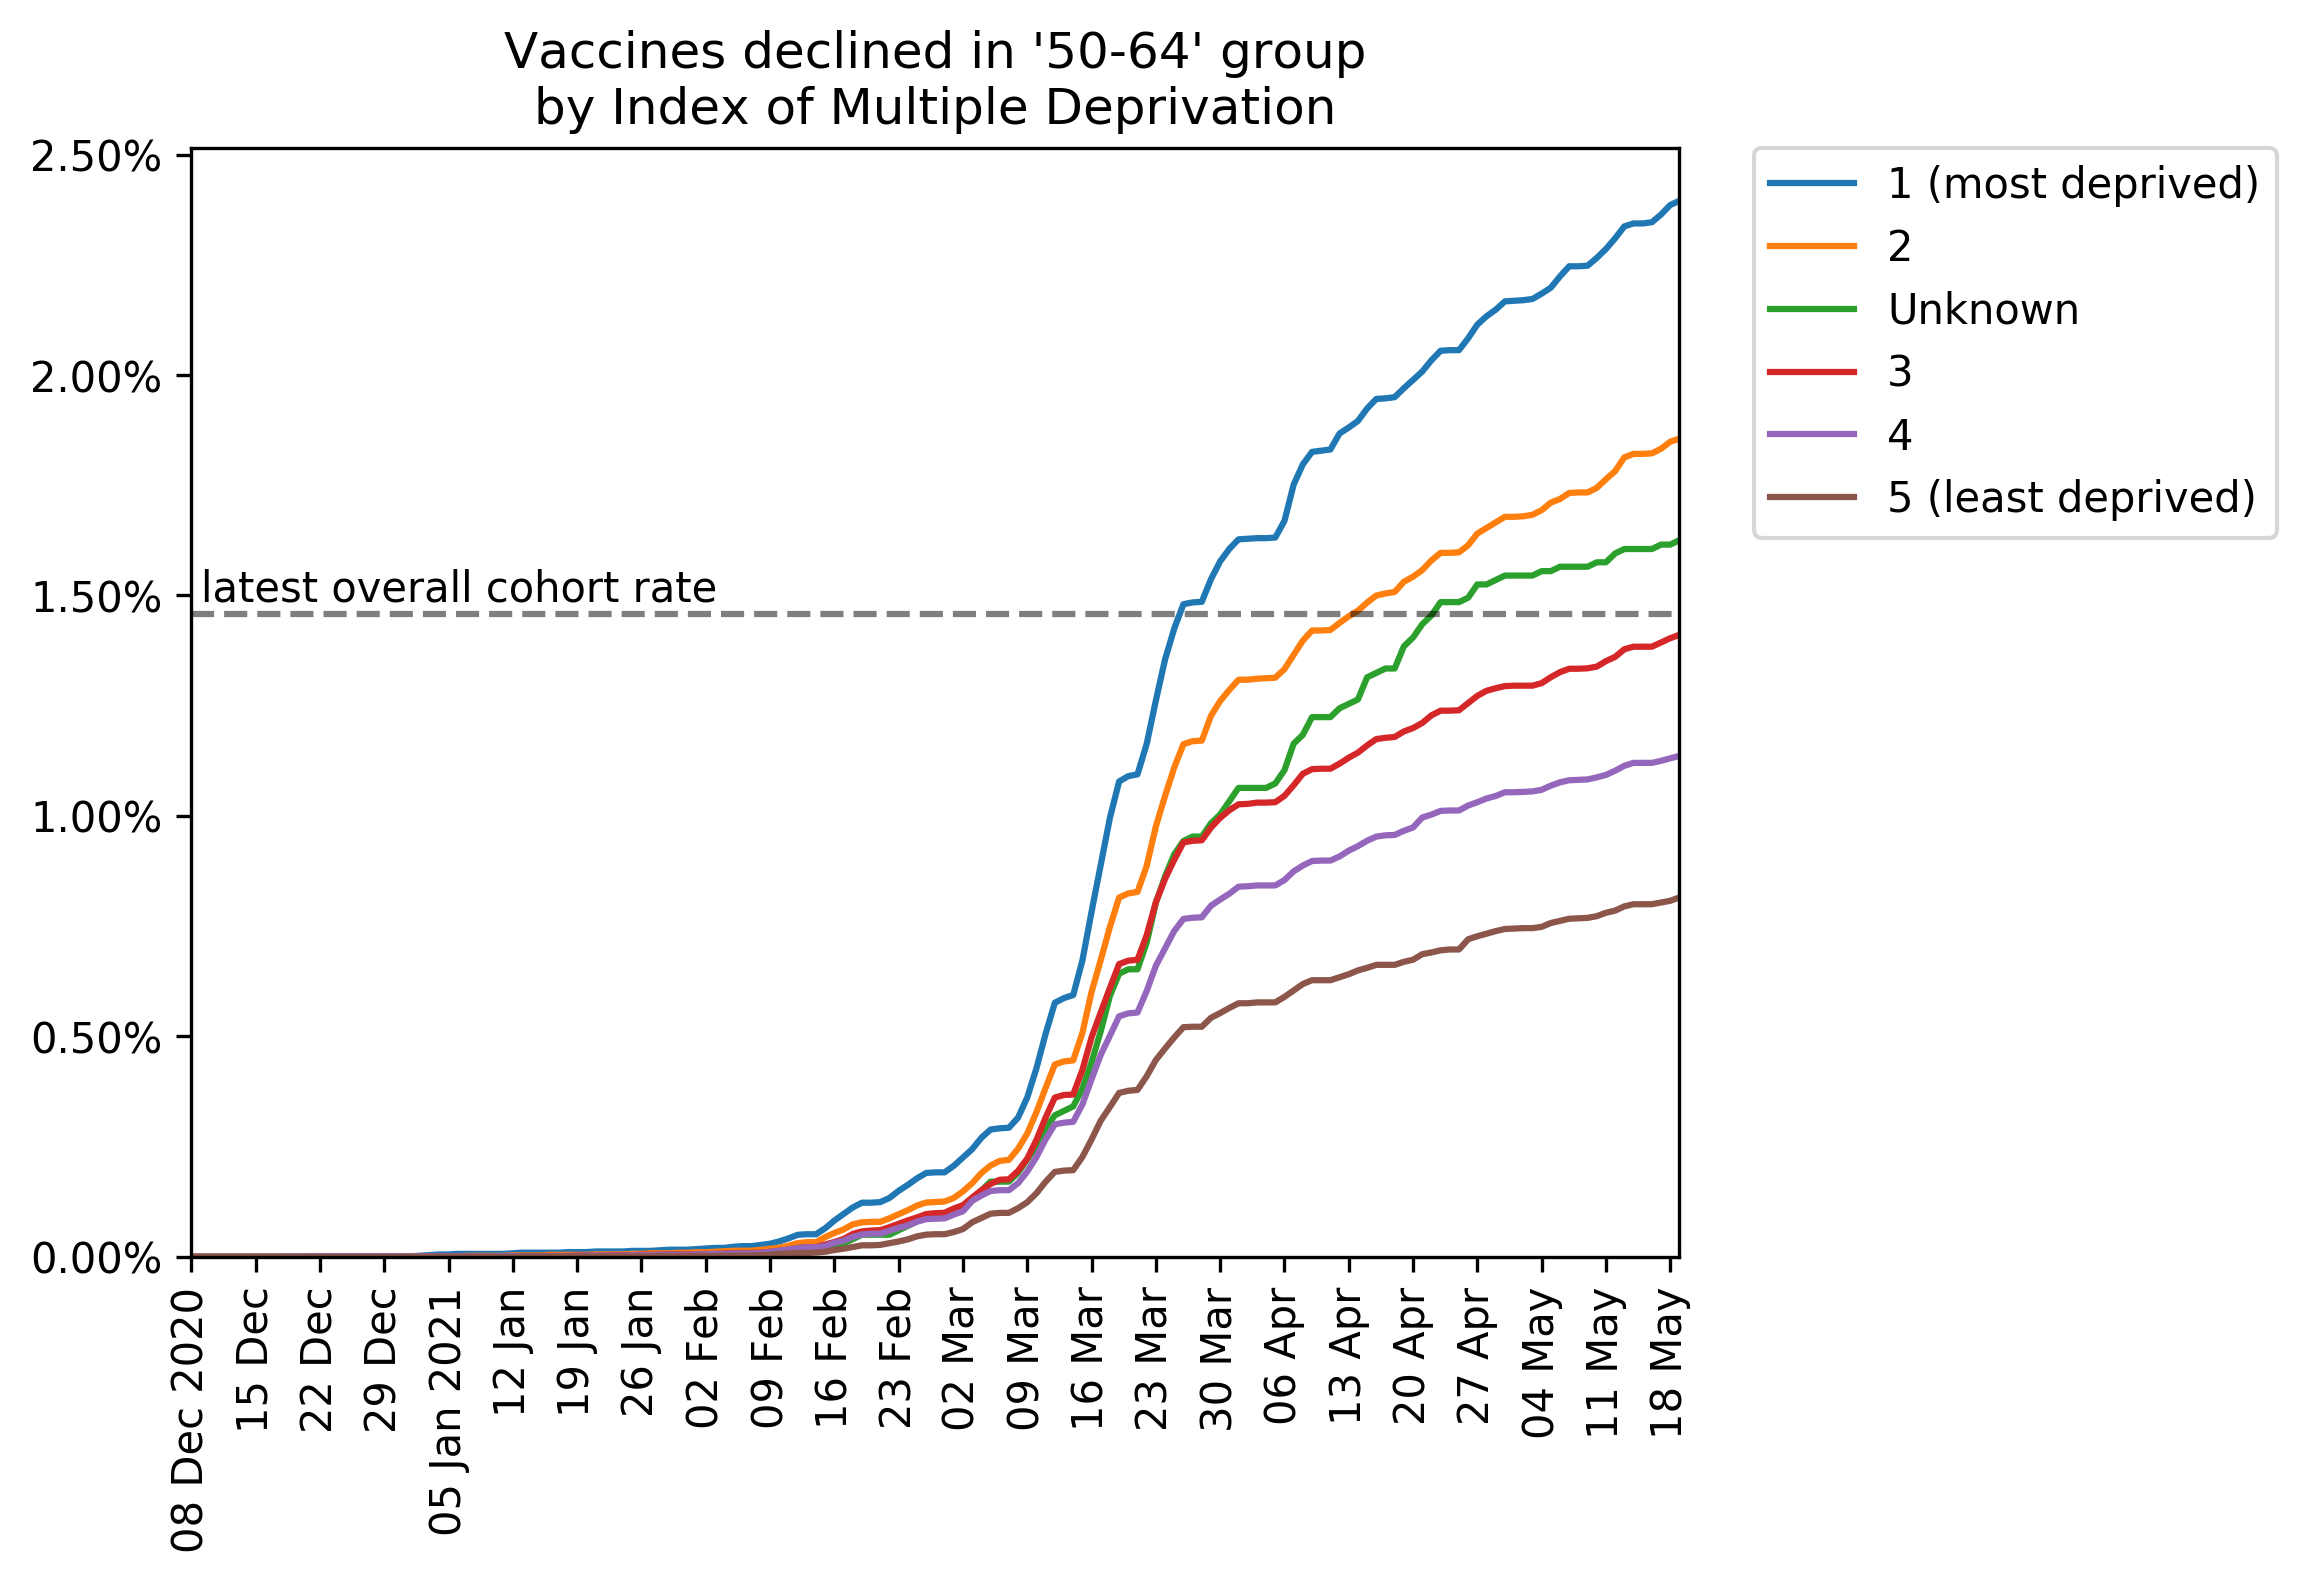 Vaccines declined in '50-64' group
by Index of Multiple Deprivation
2.50%
2.00%
1.50%
1.00%
0.50%
0.00%
latest overall cohort rate
08 Dec 2020
15 Dec
22 Dec
29 Dec
05 Jan 2021
12 Jan
19 Jan
26 Jan
02 Feb
09 Feb
16 Feb
23 Feb
02 Mar
09 Mar
16 Mar
23 Mar
30 Mar
06 Apr
13 Apr
20 Apr
27 Apr
04 May
11 May
18 May
1 (most deprived)
2
Unknown
3
4
5 (least deprived)